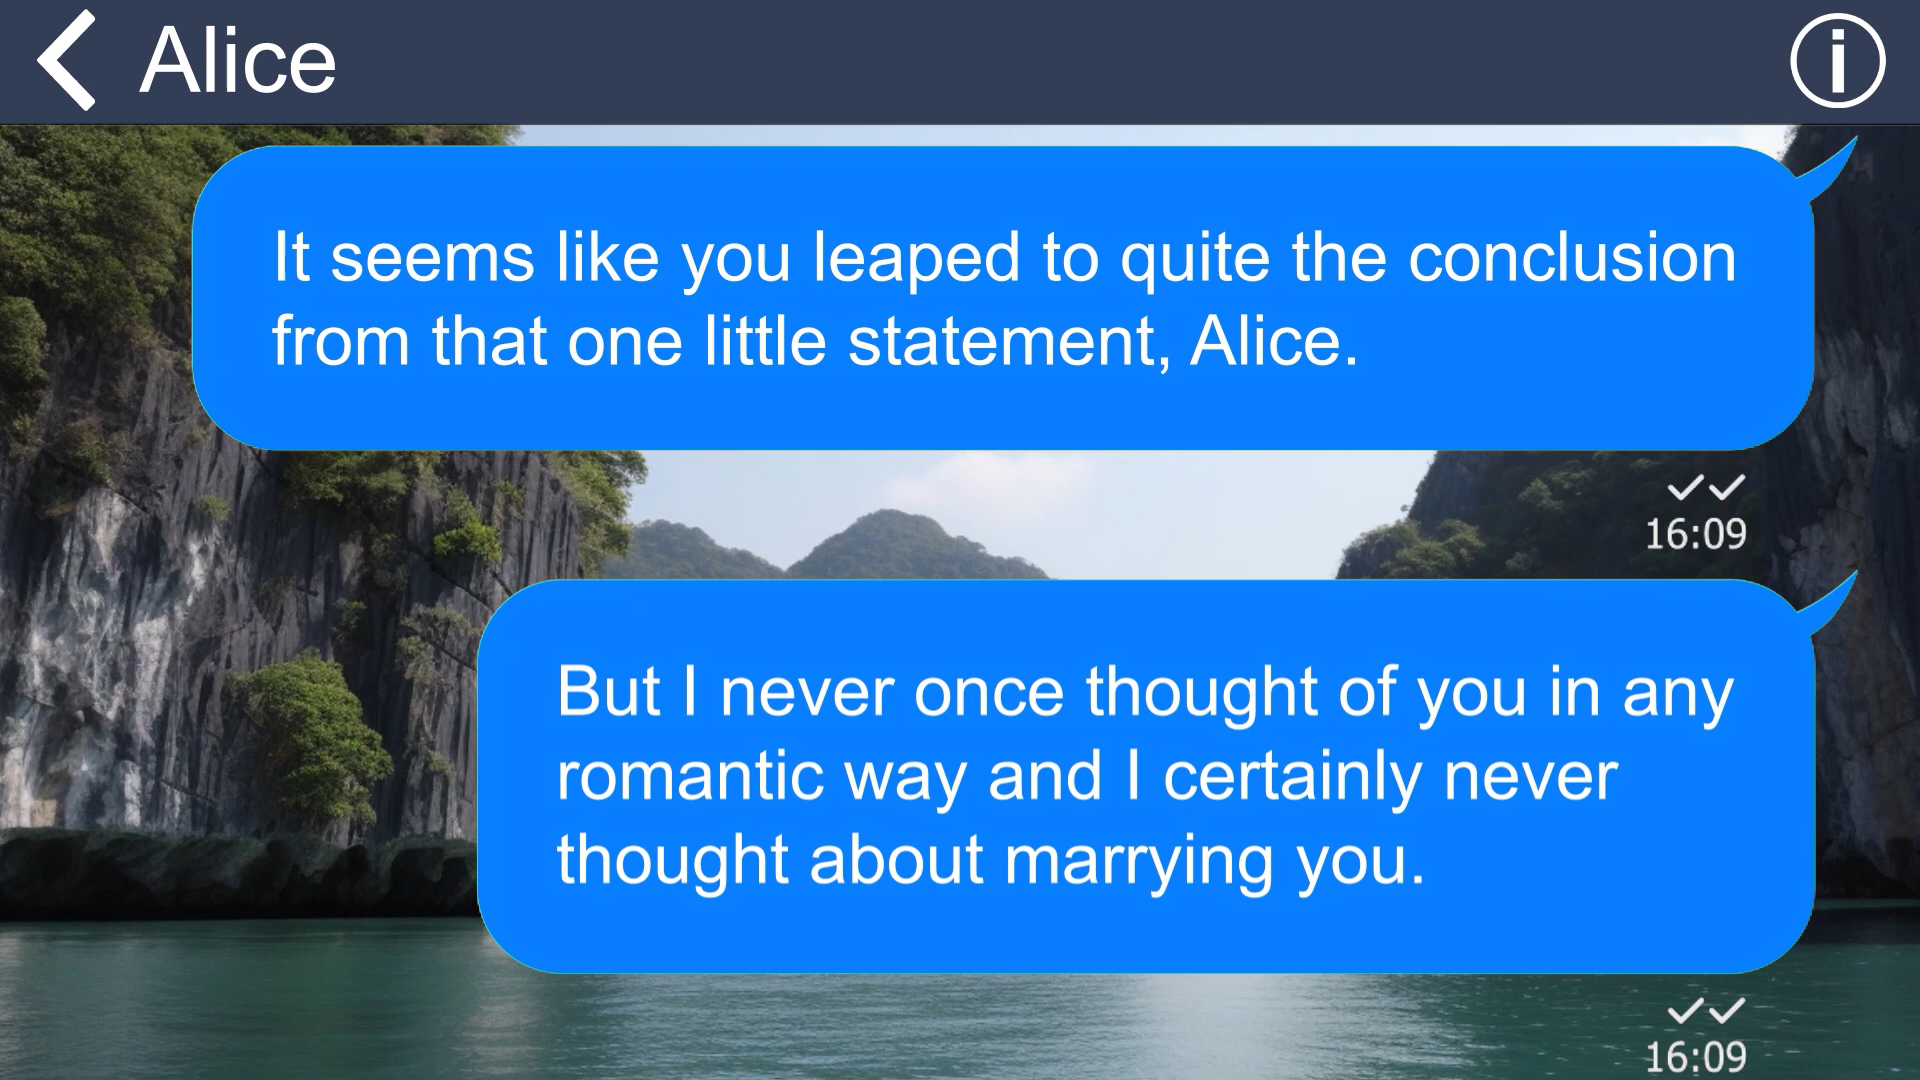 Alice
It seems like you leaped to quite the conclusion
from that one little statement, Alice.
16:09
But I never once thought of you in any
romantic way and I certainly never
thought about marrying you.
16:09